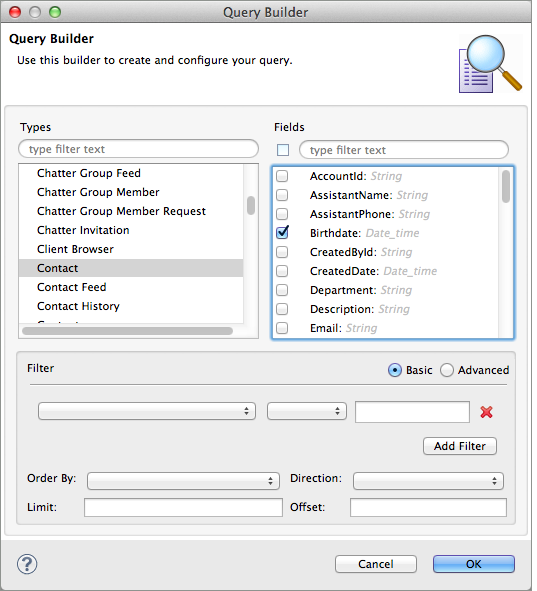 Query Builder
Query Builder
Use this builder to create and configure your query.
Types
Fields
type filter text
type filter text
Chatter Group Feed
Chatter Group Member
Chatter Group Member Request
Chatter Invitation
Client Browser
Contact
Contact Feed
Contact History
AccountId: String
AssistantName: String
AssistantPhone: String
Birthdate: Date_time
CreatedById: String
CreatedDate: Date_time
Department: String
Description: String
Email: String
Filter
Basic
Advanced
Add Filter
Order By:
Direction:
Limit:
Offset:
?
Cancel
OK